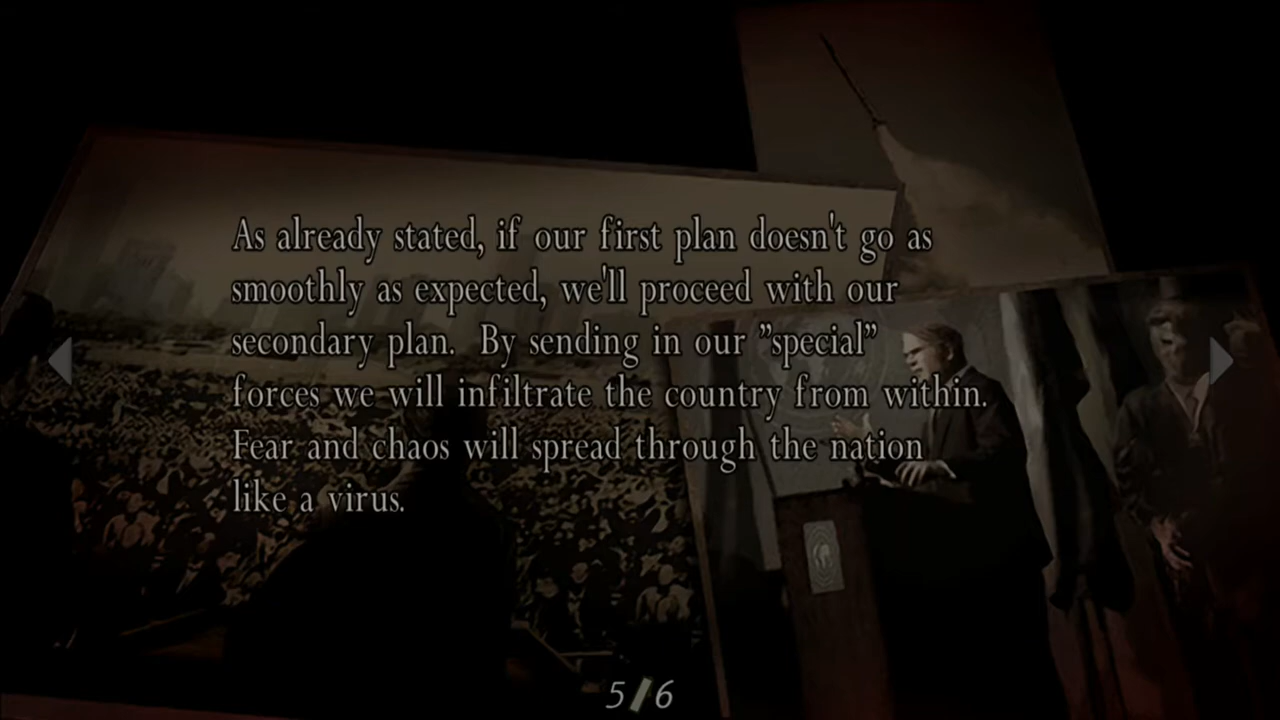 As already stated, if our first plan doesn't go as
smoothly as expected, we'll proceed with our
secondary plan.  By sending in our ”special”
forces we will infiltrate the country from within.
Fear and chaos will spread through the nation
like a virus.
5/6